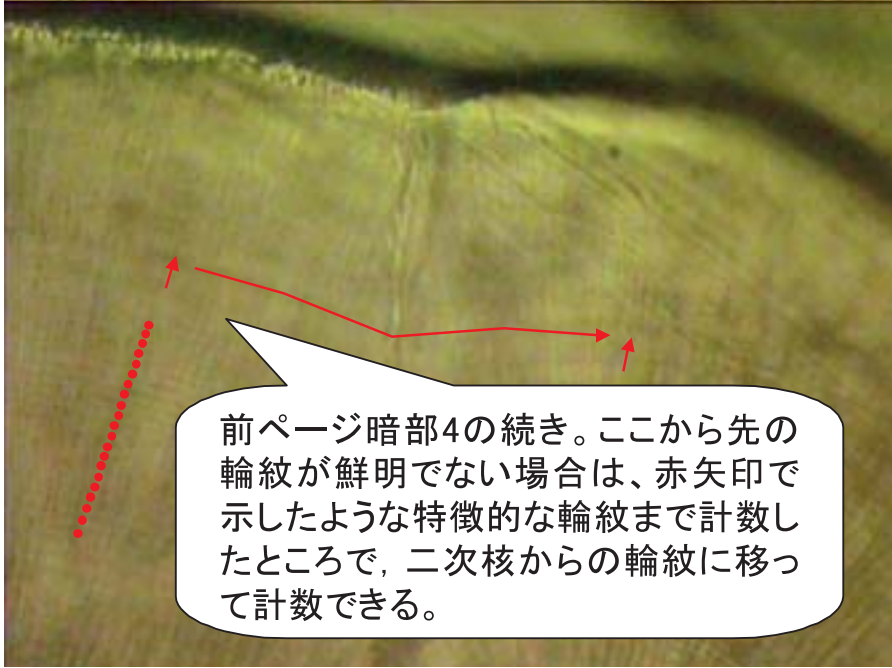 前ページ暗部4の続き。ここから先の
輪紋が鮮明でない場合は、赤矢印で
示したような特徴的な輪紋まで計数し
たところで, 二次核からの輪紋に移っ
て計数できる。